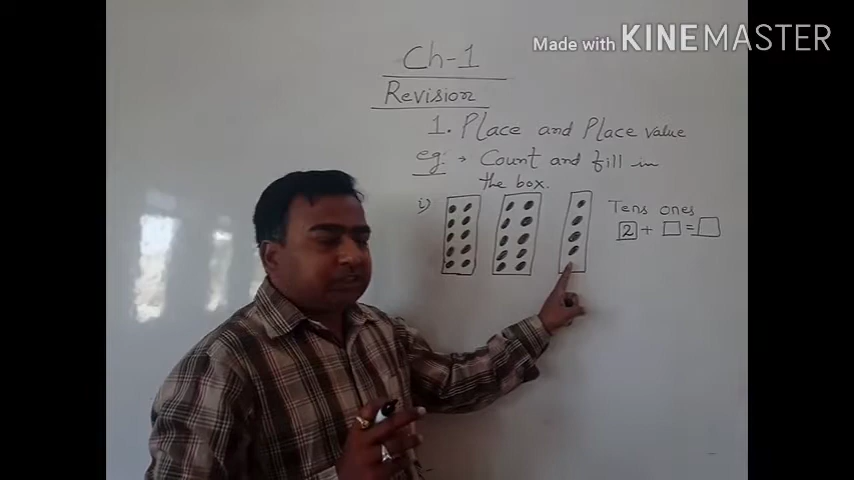 Made with KINEMASTER
Ch-1
Revision
1. Place and Place value
eg: → Count and fill in
the box.
i)
Tens ones
2 + □ = □